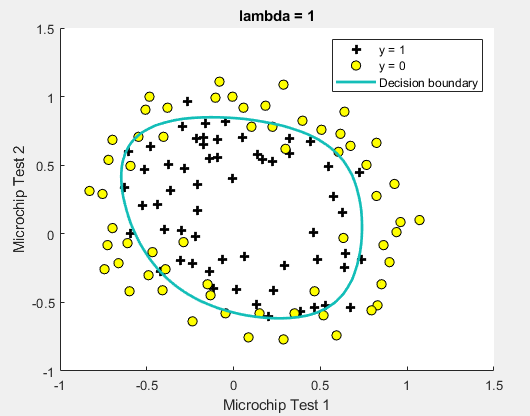 lambda = 1
1.5
y = 1
y = 0
Decision boundary
1
0.5
Microchip Test 2
0
-0.5
-1
-1
-0.5
0
0.5
1
1.5
Microchip Test 1